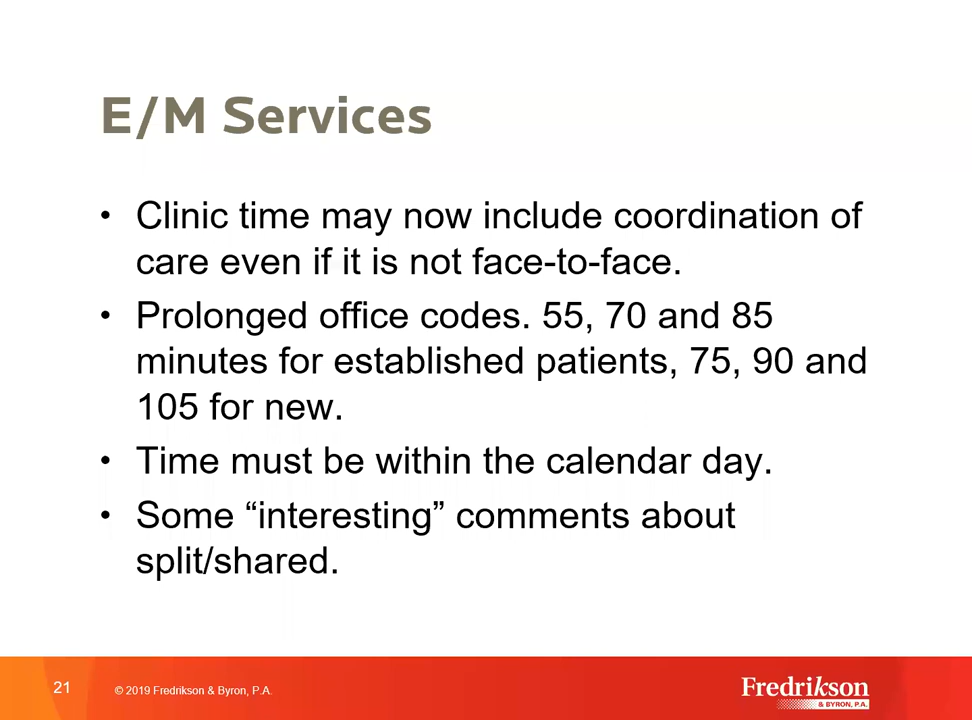 E/M Services
• Clinic time may now include coordination of
care even if it is not face-to-face.
• Prolonged office codes. 55, 70 and 85
minutes for established patients, 75, 90 and
105 for new.
• Time must be within the calendar day.
• Some “interesting” comments about
split/shared.
21
© 2019 Fredrikson & Byron, P.A.
Fredrikson
& BYRON, P.A.